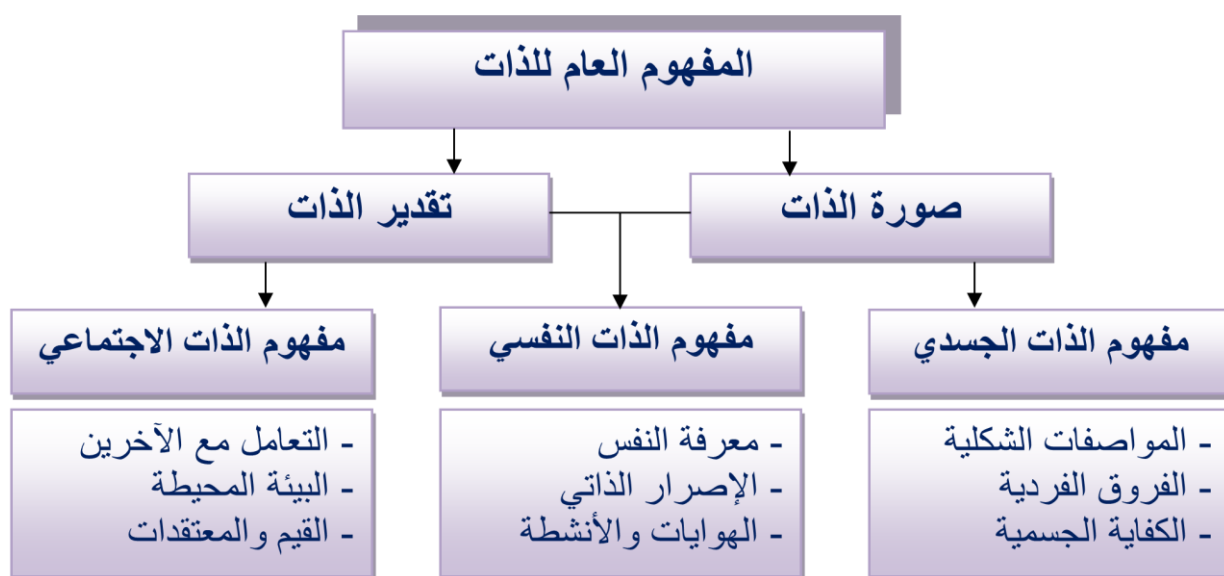 المفهوم العام للذات
صورة الذات
تقدير الذات
مفهوم الذات الجسدي
مفهوم الذات النفسي
مفهوم الذات الاجتماعي
- المواصفات الشكلية
- الفروق الفردية
- الكفاية الجسمية
- معرفة النفس
- الإصرار الذاتي
- الهوايات والأنشطة
- التعامل مع الآخرين
- البيئة المحيطة
- القيم والمعتقدات